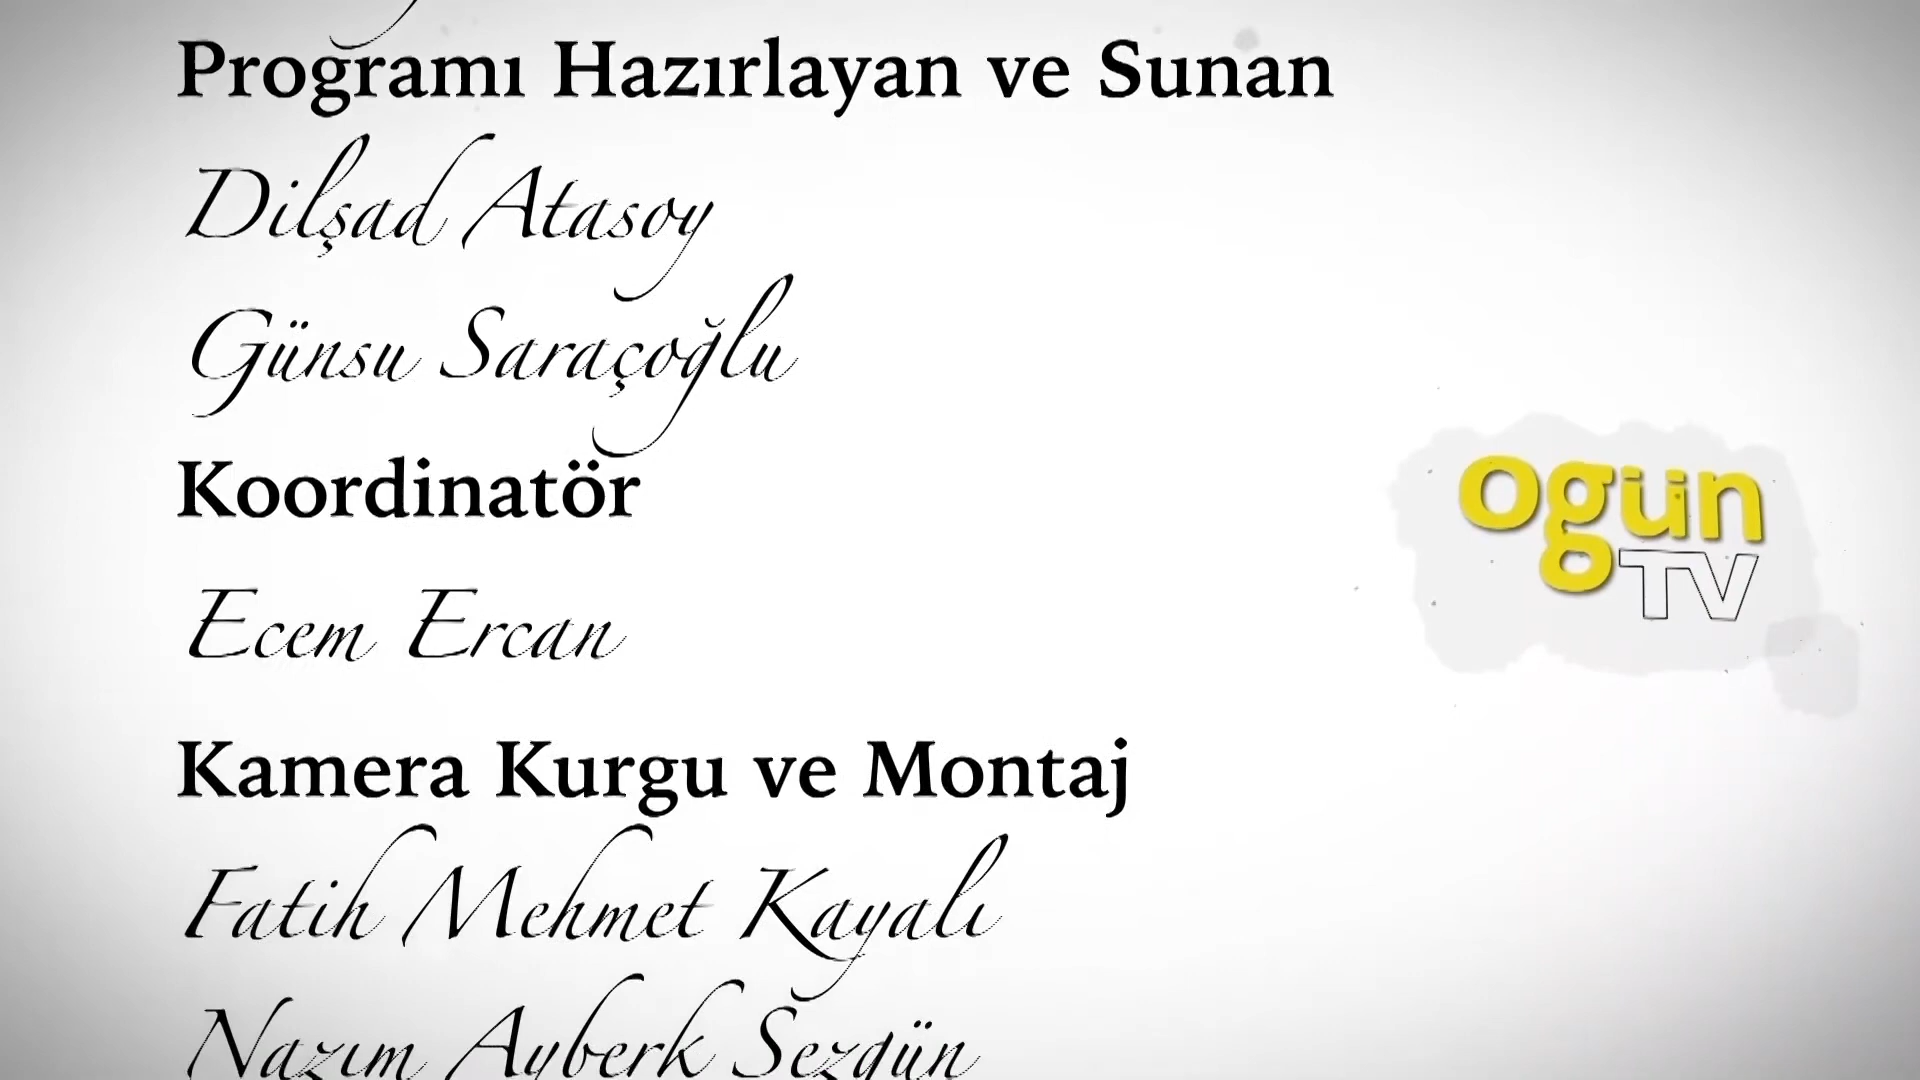 Programı Hazırlayan ve Sunan
Dilşad Atasoy
Günsu Saraçoğlu
Koordinatör
Ecem Ercan
Kamera Kurgu ve Montaj
Fatih Mehmet Kayalı
Nazım Ayberk Sezgün
ogün
TV